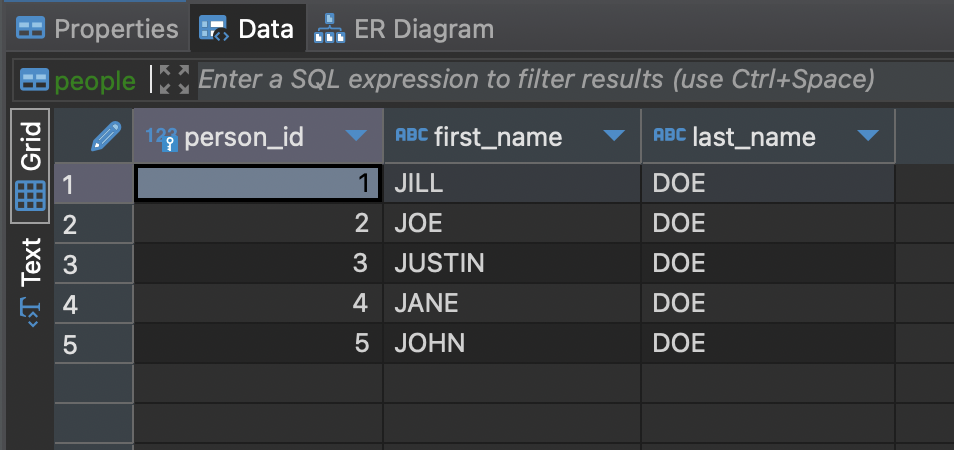 Properties Data ER Diagram
people Enter a SQL expression to filter results (use Ctrl+Space)
Grid
Text
123 person_id ABC first_name ABC last_name
1 1 JILL DOE
2 2 JOE DOE
3 3 JUSTIN DOE
4 4 JANE DOE
5 5 JOHN DOE